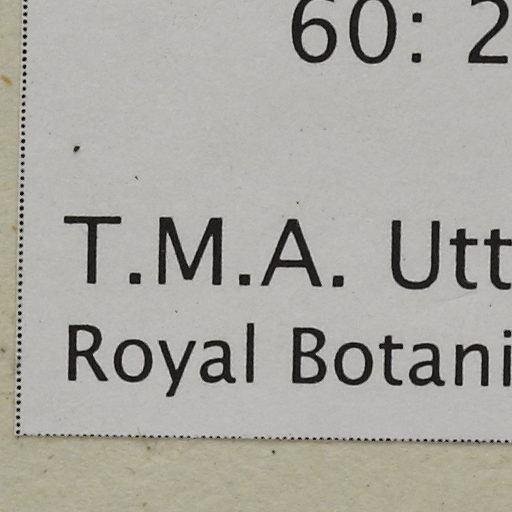 60: 2
T.M.A. Utt
Royal Botani